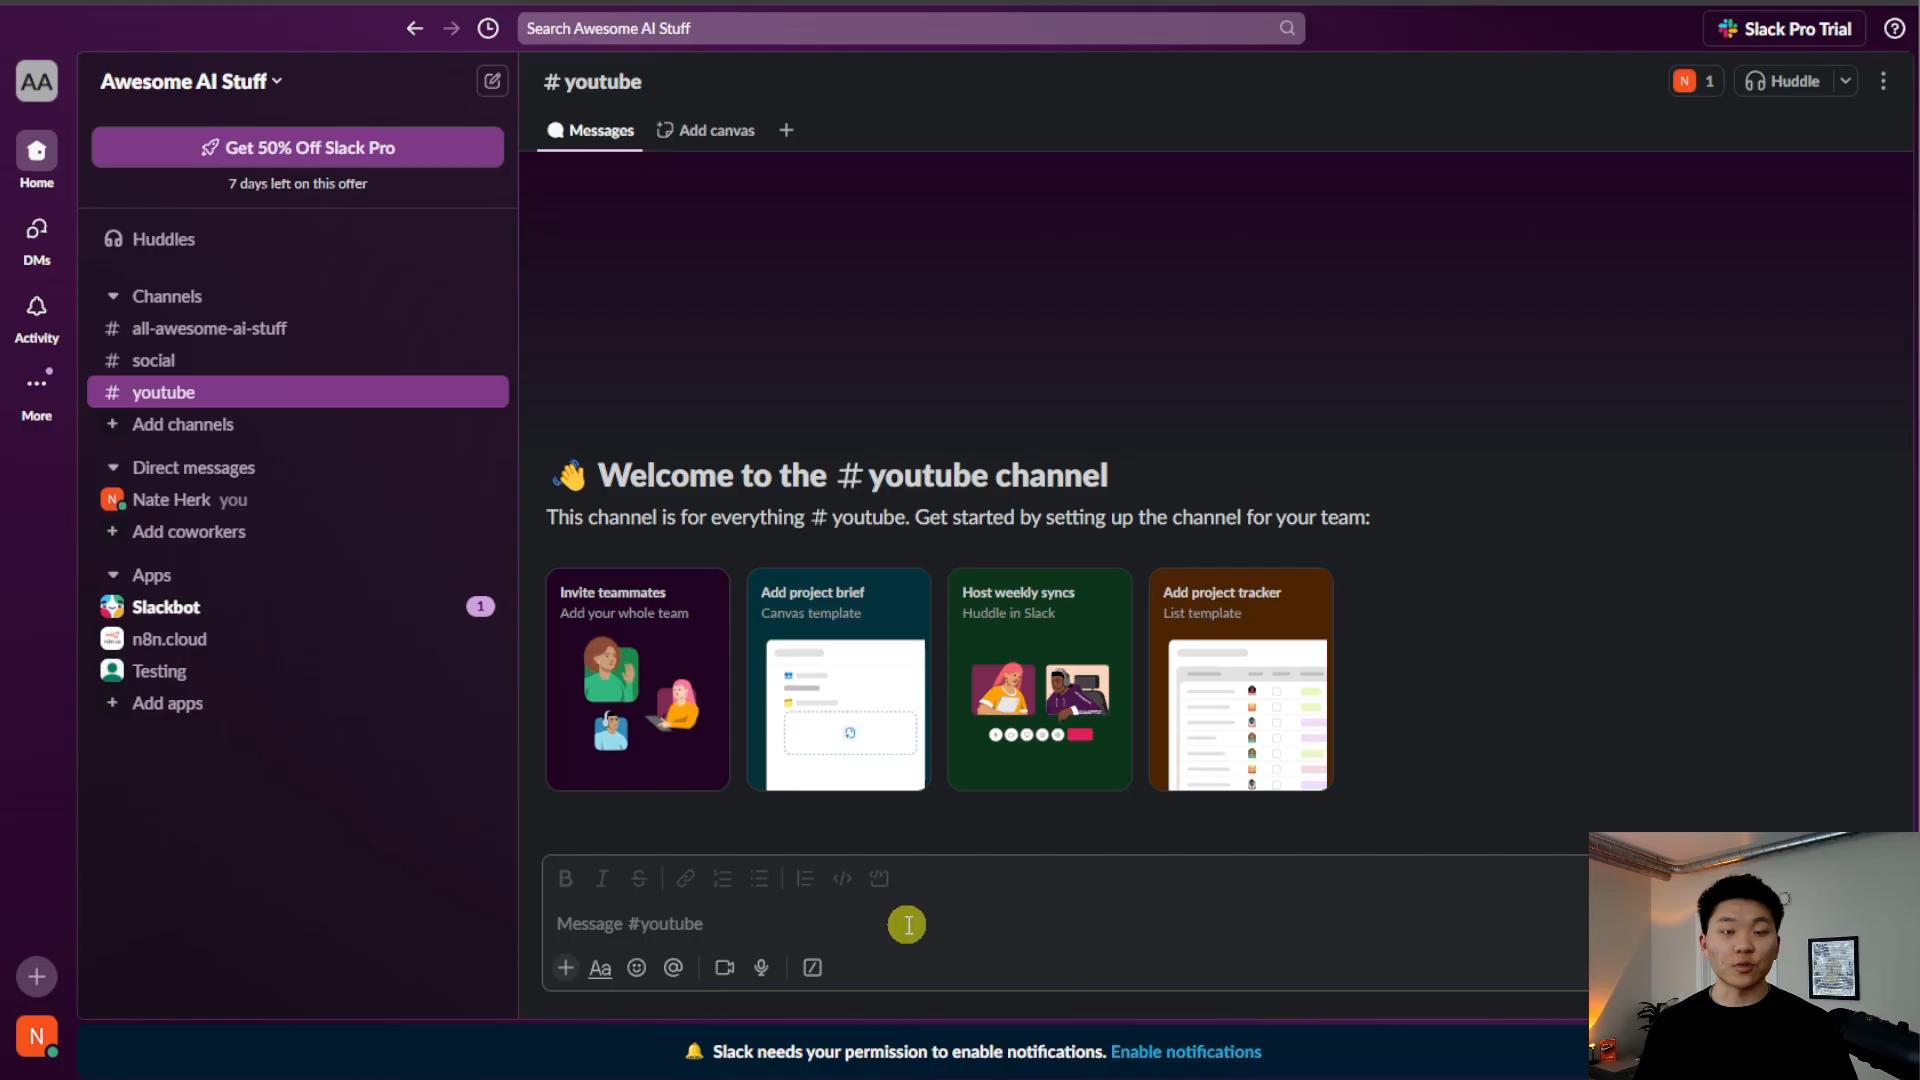 Search Awesome AI Stuff
Slack Pro Trial
AA
Awesome AI Stuff
# youtube
N 1
Huddle
Messages
Add canvas
Get 50% Off Slack Pro
7 days left on this offer
Home
DMs
Activity
More
Huddles
Channels
# all-awesome-ai-stuff
# social
# youtube
+ Add channels
Direct messages
N Nate Herk you
+ Add coworkers
Apps
Slackbot 1
n8n.cloud
Testing
+ Add apps
👋 Welcome to the # youtube channel
This channel is for everything # youtube. Get started by setting up the channel for your team:
Invite teammates
Add your whole team
Add project brief
Canvas template
Host weekly syncs
Huddle in Slack
Add project tracker
List template
B I S
Message #youtube
+ Aa @
N
🔔 Slack needs your permission to enable notifications. Enable notifications